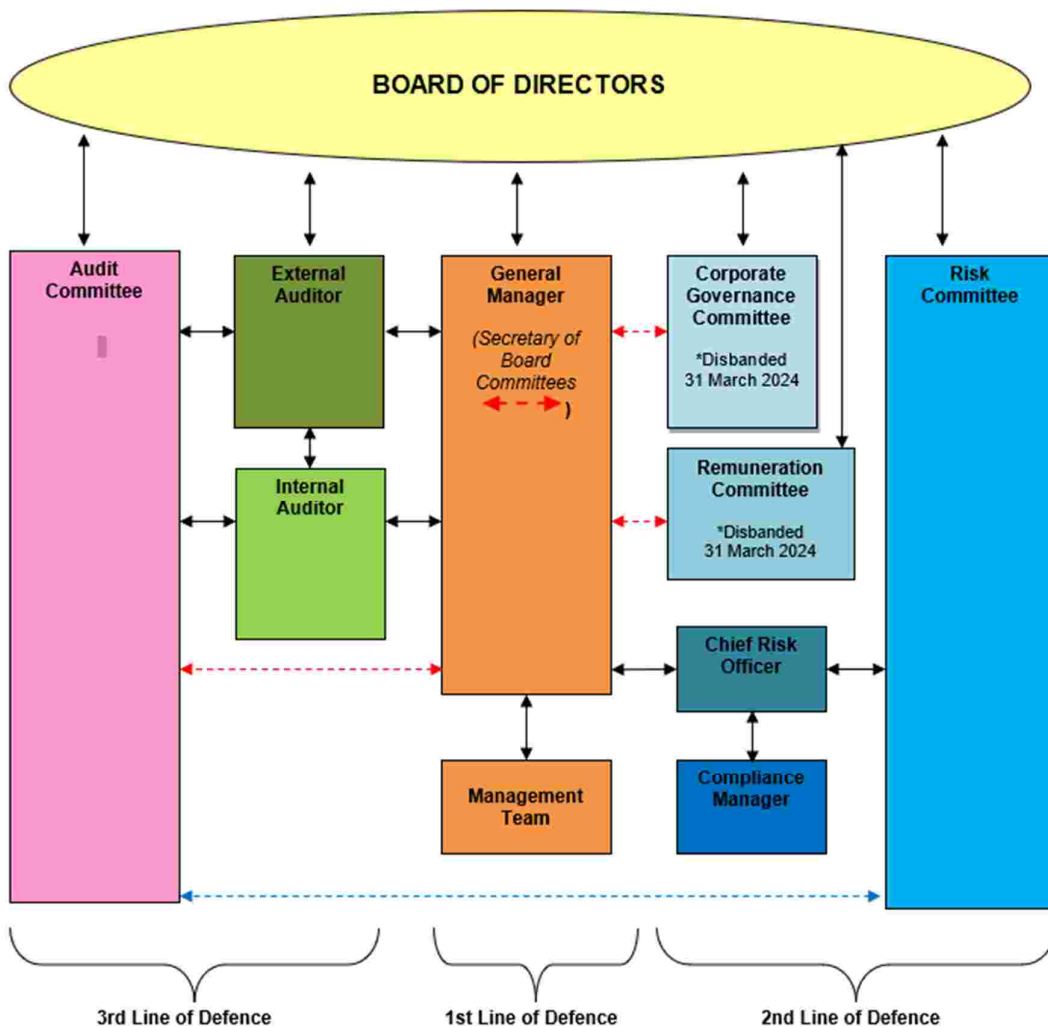 BOARD OF DIRECTORS
Audit
Committee
External
Auditor
General
Manager
(Secretary of
Board
Committees
)
Corporate
Governance
Committee
*Disbanded
31 March 2024
Risk
Committee
Internal
Auditor
Remuneration
Committee
*Disbanded
31 March 2024
Chief Risk
Officer
Management
Team
Compliance
Manager
3rd Line of Defence
1st Line of Defence
2nd Line of Defence